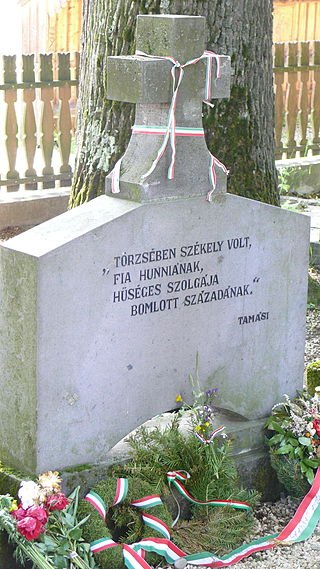 TÖRZSÉBEN SZÉKELY VOLT,
„ FIA HUNNIÁNAK,
HŰSÉGES SZOLGÁJA
BOMLOTT SZÁZADÁNAK.“
TAMÁSI